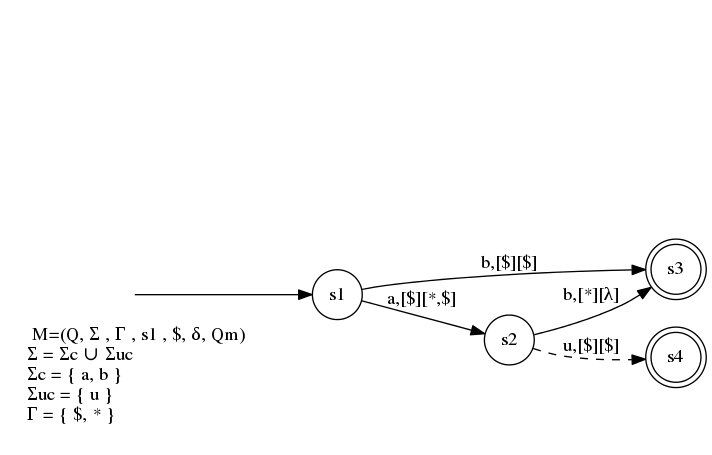 b,[$][$]
s3
s1
a,[$][*,$]
b,[*][λ]
s2
u,[$][$]
s4
M=(Q, Σ , Γ , s1 , $, δ, Qm)
Σ = Σc ∪ Σuc
Σc = { a, b }
Σuc = { u }
Γ = { $, * }